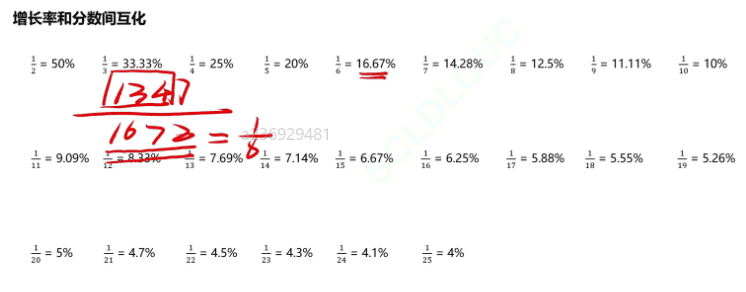 增长率和分数间互化
1/2 = 50% 1/3 = 33.33% 1/4 = 25% 1/5 = 20% 1/6 = 16.67% 1/7 = 14.28% 1/8 = 12.5% 1/9 = 11.11% 1/10 = 10%
1347
1672 = 1/8
36929481
1/11 = 9.09% 1/12 = 8.33% 1/13 = 7.69% 1/14 = 7.14% 1/15 = 6.67% 1/16 = 6.25% 1/17 = 5.88% 1/18 = 5.55% 1/19 = 5.26%
1/20 = 5% 1/21 = 4.7% 1/22 = 4.5% 1/23 = 4.3% 1/24 = 4.1% 1/25 = 4%